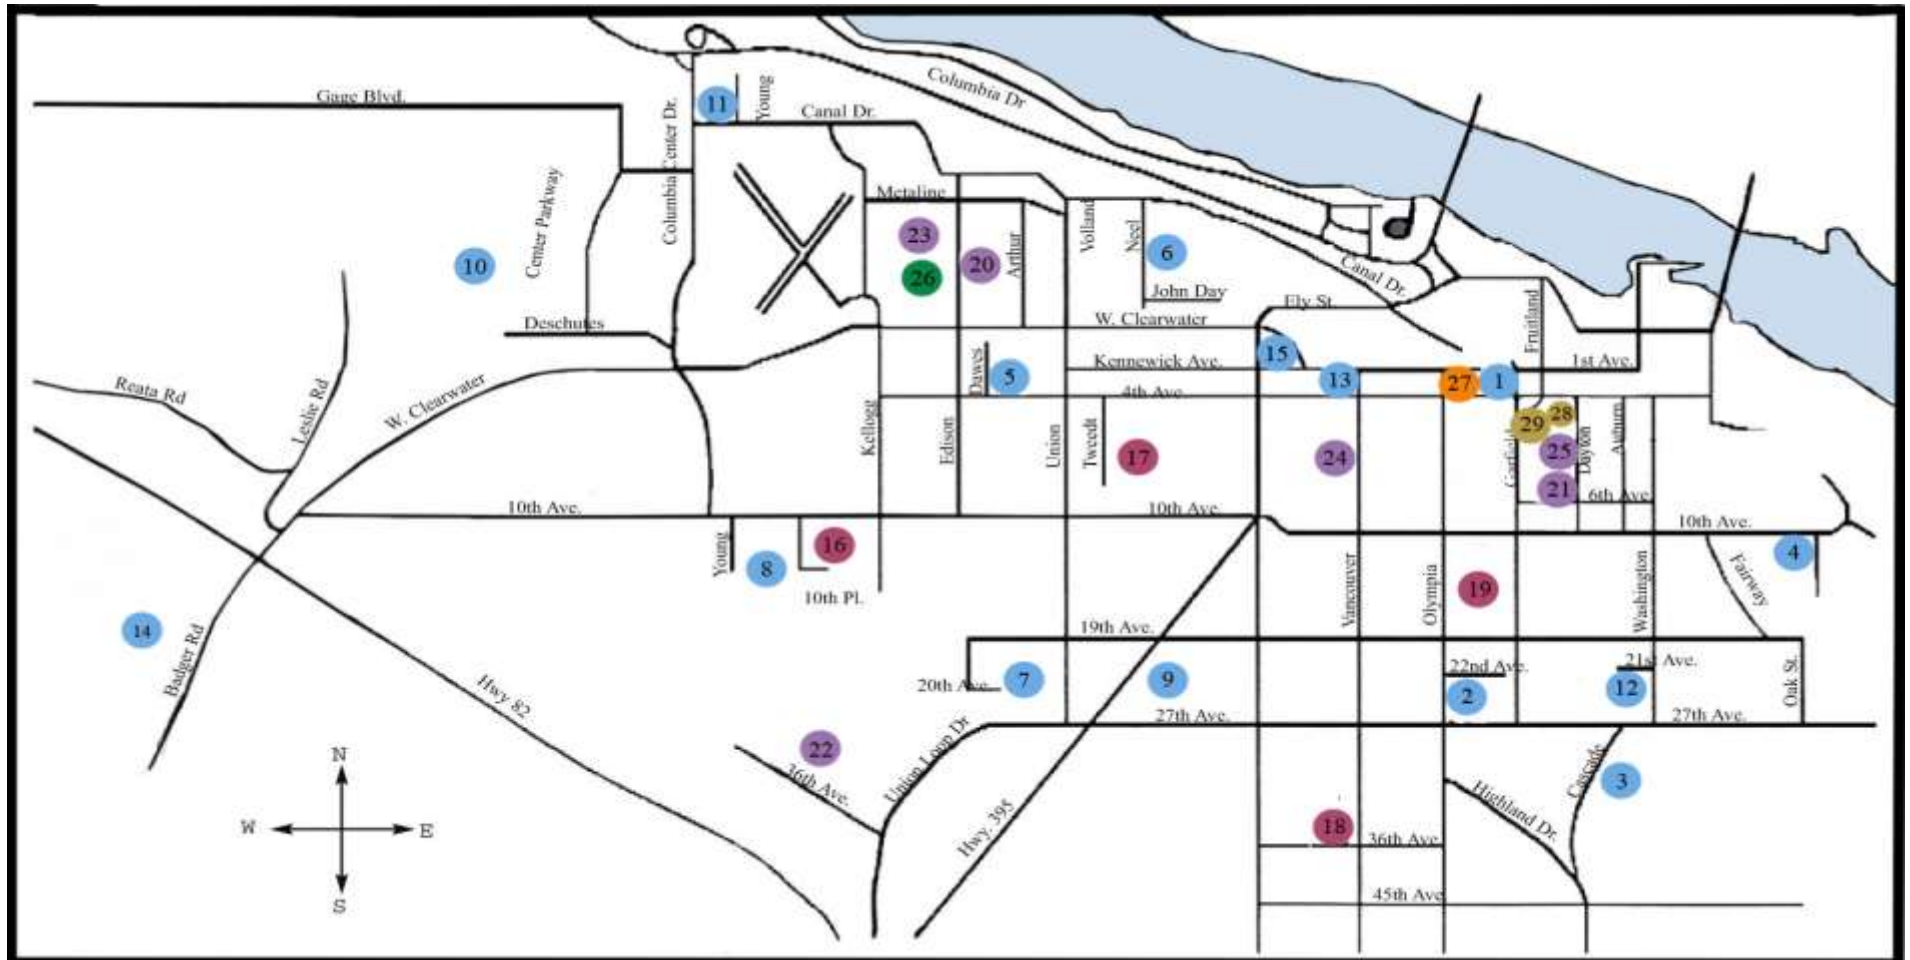 Gage Blvd.
Columbia Center Dr.
11
Young
Canal Dr.
Columbia Dr
Center Parkway
10
Metaline
23
26
20
Arthur
Volland
Neel
6
John Day
Canal Dr.
Ely St.
Fruitland
Deschutes
W. Clearwater
15
Kennewick Ave.
1st Ave.
Dawes
5
4th Ave.
13
27
1
Reata Rd
Leslie Rd
W. Clearwater
Kellogg
Edison
Union
Tweedt
17
24
Garfield
29
28
25
21
Dayton
Auburn
6th Ave.
10th Ave.
10th Ave.
10th Ave.
Young
8
16
10th Pl.
Vancouver
Olympia
19
Washington
Fairway
4
14
Badger Rd
Hwy 82
19th Ave.
20th Ave.
7
9
22nd Ave.
2
21st Ave.
12
Oak St.
27th Ave.
27th Ave.
22
36th Ave.
Union Loop Dr
Hwy. 395
Cascade
3
Highland Dr.
18
36th Ave.
45th Ave
N
W
E
S